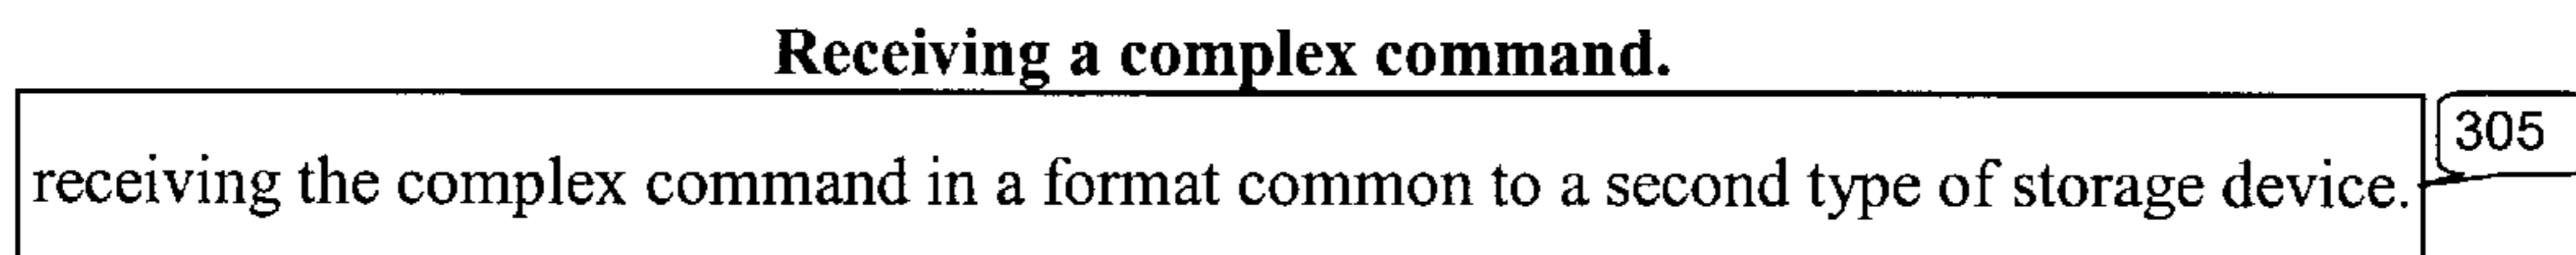 Receiving a complex command.
305
receiving the complex command in a format common to a second type of storage device.